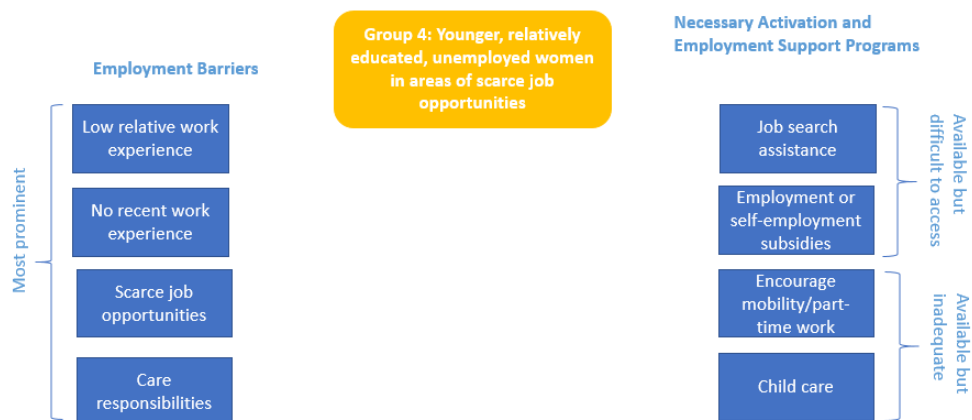 Group 4: Younger, relatively
educated, unemployed women
in areas of scarce job
opportunities
Employment Barriers
Most prominent
Low relative work
experience
No recent work
experience
Scarce job
opportunities
Care
responsibilities
Necessary Activation and
Employment Support Programs
Job search
assistance
Employment or
self-employment
subsidies
Available but
difficult to access
Encourage
mobility/part-
time work
Child care
Available but
inadequate